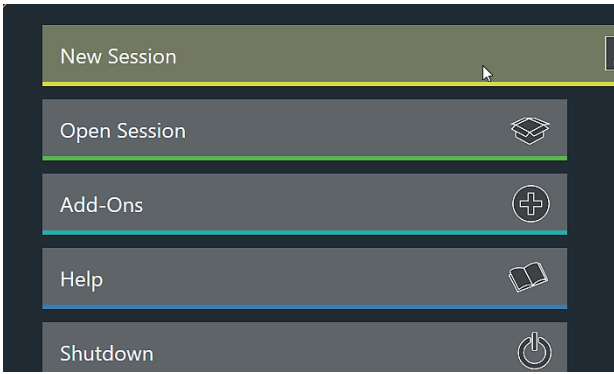 New Session
Open Session
Add-Ons
Help
Shutdown